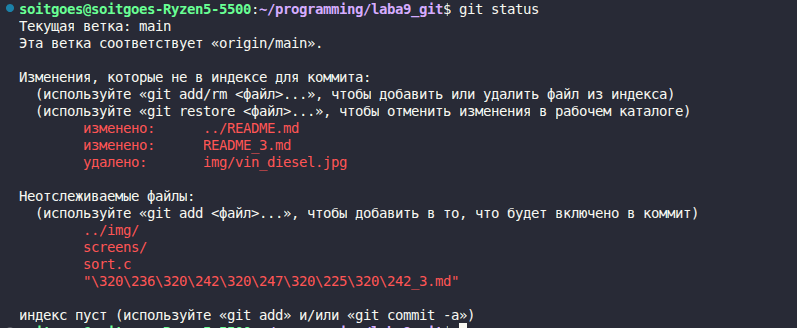 soitgoes@soitgoes-Ryzen5-5500:~/programming/laba9_git$ git status
Текущая ветка: main
Эта ветка соответствует «origin/main».
Изменения, которые не в индексе для коммита:
(используйте «git add/rm <файл>...», чтобы добавить или удалить файл из индекса)
(используйте «git restore <файл>...», чтобы отменить изменения в рабочем каталоге)
изменено: ../README.md
изменено: README_3.md
удалено: img/vin_diesel.jpg
Неотслеживаемые файлы:
(используйте «git add <файл>...», чтобы добавить в то, что будет включено в коммит)
../img/
screens/
sort.c
"\320\236\320\242\320\247\320\225\320\242_3.md"
индекс пуст (используйте «git add» и/или «git commit -a»)